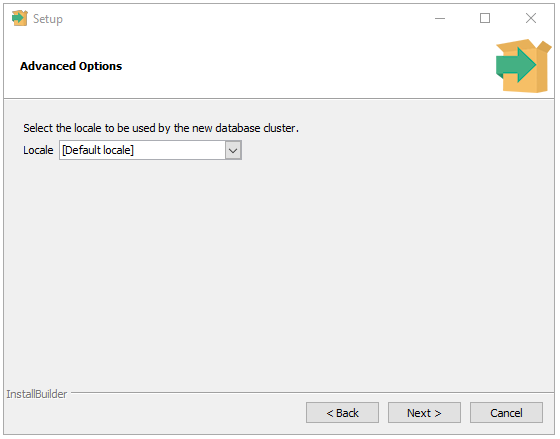 Setup
Advanced Options
Select the locale to be used by the new database cluster.
Locale [Default locale]
InstallBuilder
< Back Next > Cancel